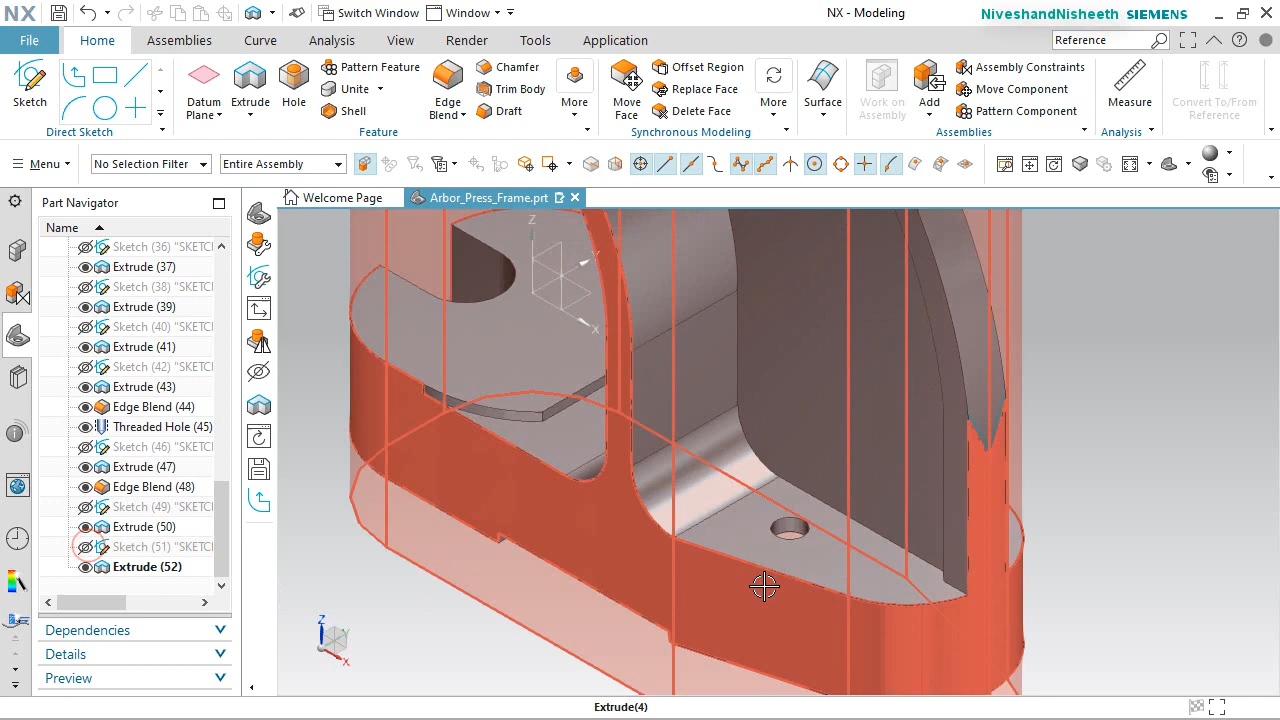 NX
Switch Window
Window
NX - Modeling
NiveshandNisheeth SIEMENS
File
Home
Assemblies
Curve
Analysis
View
Render
Tools
Application
Reference
Sketch
Direct Sketch
Datum Plane
Extrude
Hole
Pattern Feature
Unite
Shell
Edge Blend
Chamfer
Trim Body
Draft
More
Feature
Move Face
Offset Region
Replace Face
Delete Face
More
Synchronous Modeling
Surface
Work on Assembly
Add
Assembly Constraints
Move Component
Pattern Component
Assemblies
Measure
Analysis
Convert To/From Reference
Menu
No Selection Filter
Entire Assembly
Part Navigator
Welcome Page
Arbor_Press_Frame.prt
Name
Sketch (36) "SKETC
Extrude (37)
Sketch (38) "SKETC
Extrude (39)
Sketch (40) "SKETC
Extrude (41)
Sketch (42) "SKETC
Extrude (43)
Edge Blend (44)
Threaded Hole (45)
Sketch (46) "SKETC
Extrude (47)
Edge Blend (48)
Sketch (49) "SKETC
Extrude (50)
Sketch (51) "SKETC
Extrude (52)
Dependencies
Details
Preview
Z
Y
X
Z
Y
X
Extrude(4)